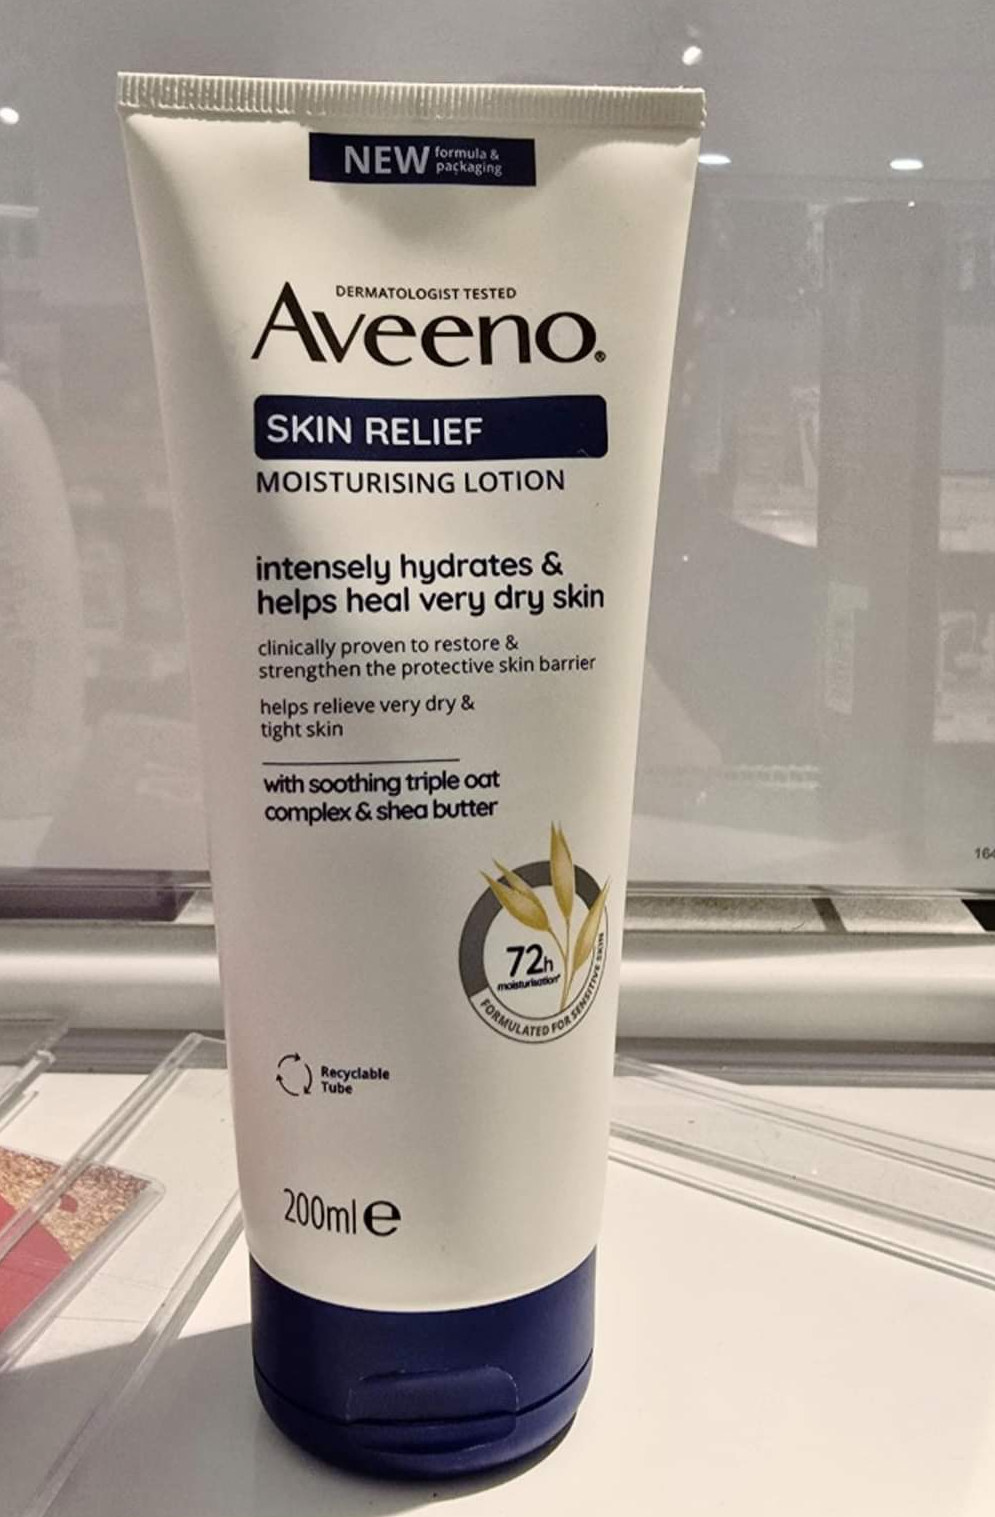 NEW formula &
packaging
DERMATOLOGIST TESTED
Aveeno®
SKIN RELIEF
MOISTURISING LOTION
intensely hydrates &
helps heal very dry skin
clinically proven to restore &
strengthen the protective skin barrier
helps relieve very dry &
tight skin
with soothing triple oat
complex & shea butter
72h
moisturisation*
FORMULATED FOR SENSITIVE SKIN
Recyclable
Tube
200ml e
164